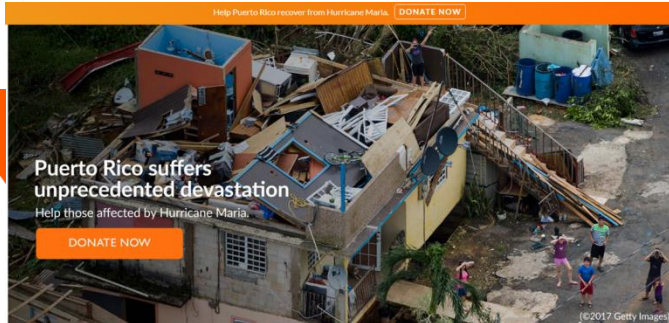 Help Puerto Rico recover from Hurricane Maria. DONATE NOW
Puerto Rico suffers
unprecedented devastation
Help those affected by Hurricane Maria.
DONATE NOW
(©2017 Getty Images)